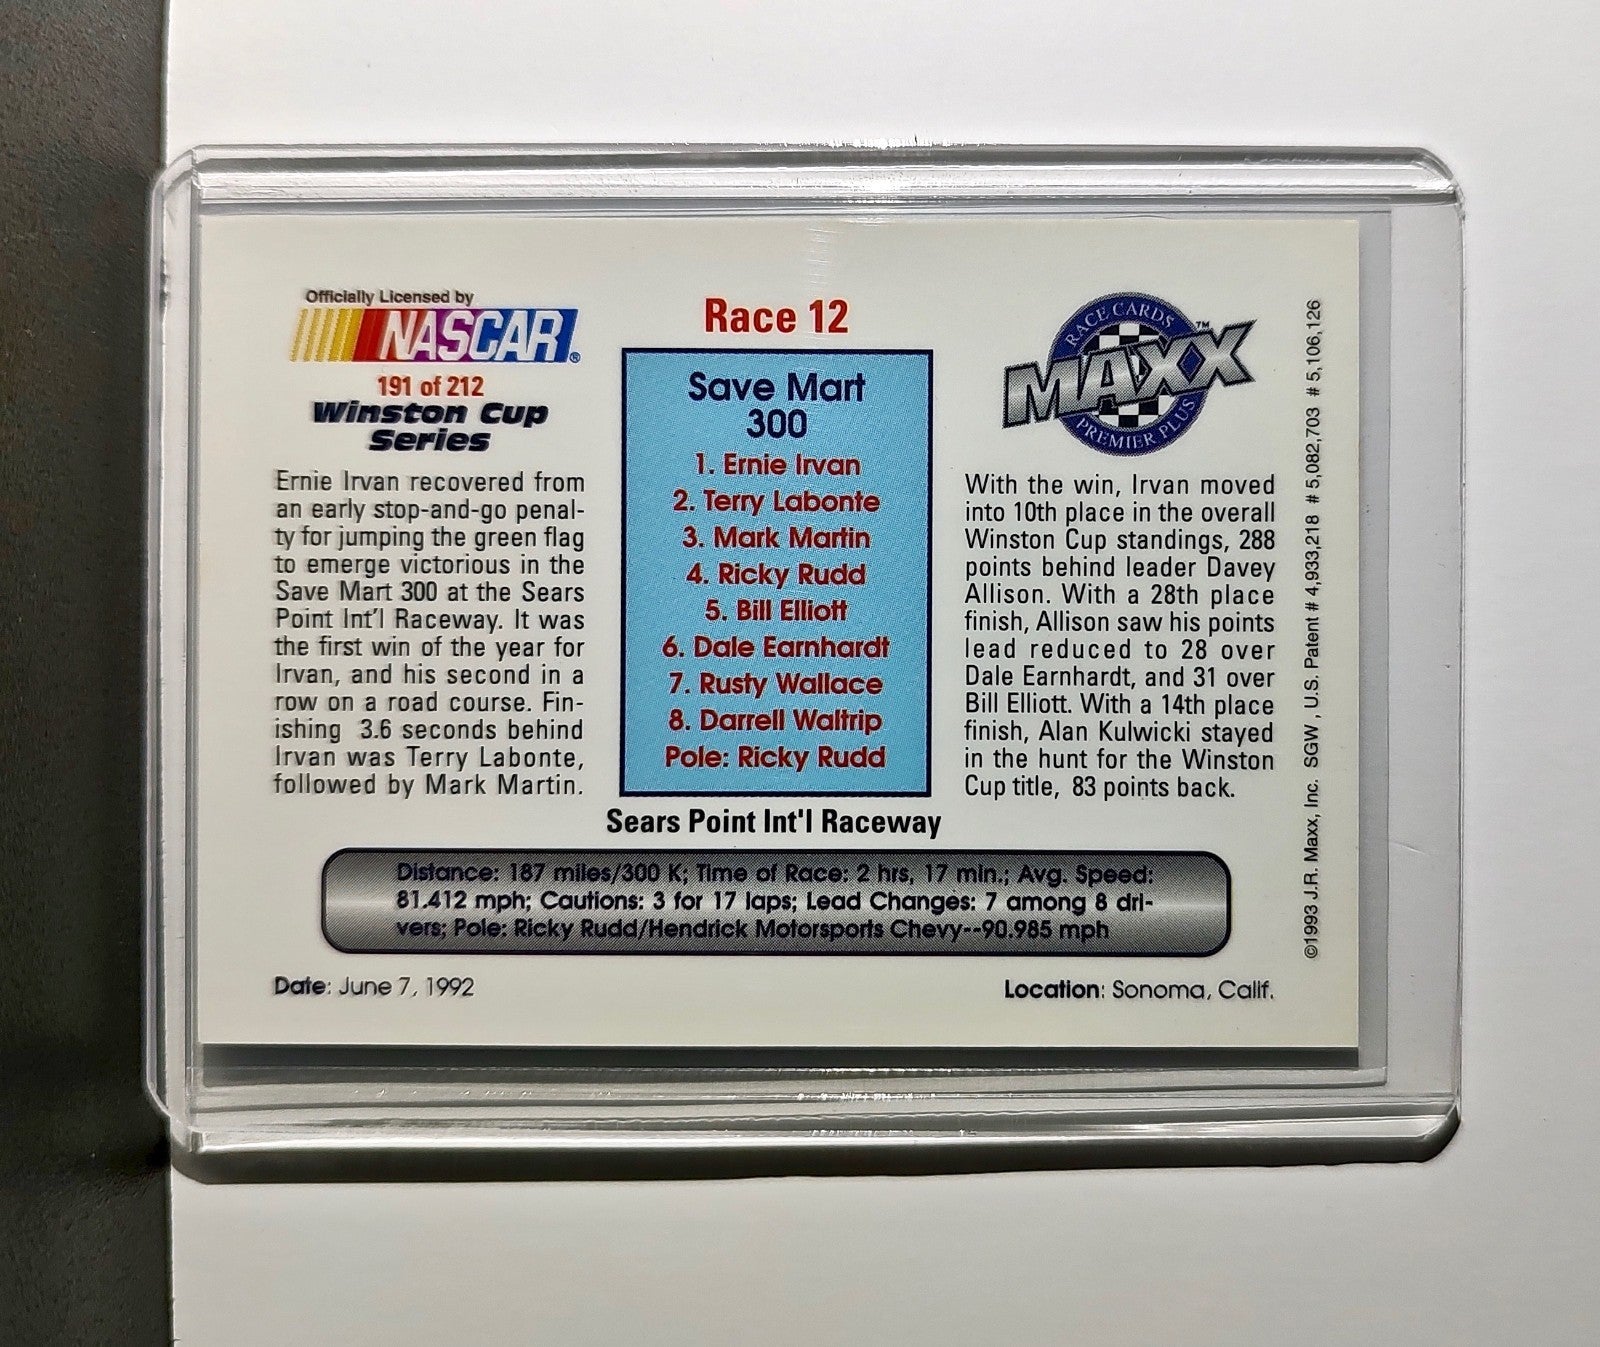 Officially Licensed by
NASCAR®
191 of 212
Winston Cup
Series
Ernie Irvan recovered from
an early stop-and-go penal-
ty for jumping the green flag
to emerge victorious in the
Save Mart 300 at the Sears
Point Int'l Raceway. It was
the first win of the year for
Irvan, and his second in a
row on a road course. Fin-
ishing 3.6 seconds behind
Irvan was Terry Labonte,
followed by Mark Martin.
Race 12
Save Mart
300
1. Ernie Irvan
2. Terry Labonte
3. Mark Martin
4. Ricky Rudd
5. Bill Elliott
6. Dale Earnhardt
7. Rusty Wallace
8. Darrell Waltrip
Pole: Ricky Rudd
Sears Point Int'l Raceway
RACE CARDS
MAXX™
PREMIER PLUS
With the win, Irvan moved
into 10th place in the overall
Winston Cup standings, 288
points behind leader Davey
Allison. With a 28th place
finish, Allison saw his points
lead reduced to 28 over
Dale Earnhardt, and 31 over
Bill Elliott. With a 14th place
finish, Alan Kulwicki stayed
in the hunt for the Winston
Cup title, 83 points back.
Distance: 187 miles/300 K; Time of Race: 2 hrs, 17 min.; Avg. Speed:
81.412 mph; Cautions: 3 for 17 laps; Lead Changes: 7 among 8 dri-
vers; Pole: Ricky Rudd/Hendrick Motorsports Chevy--90.985 mph
Date: June 7, 1992
Location: Sonoma, Calif.
©1993 J.R. Maxx, Inc. SGW, U.S. Patent # 4,933,218 # 5,082,703 # 5,106,126